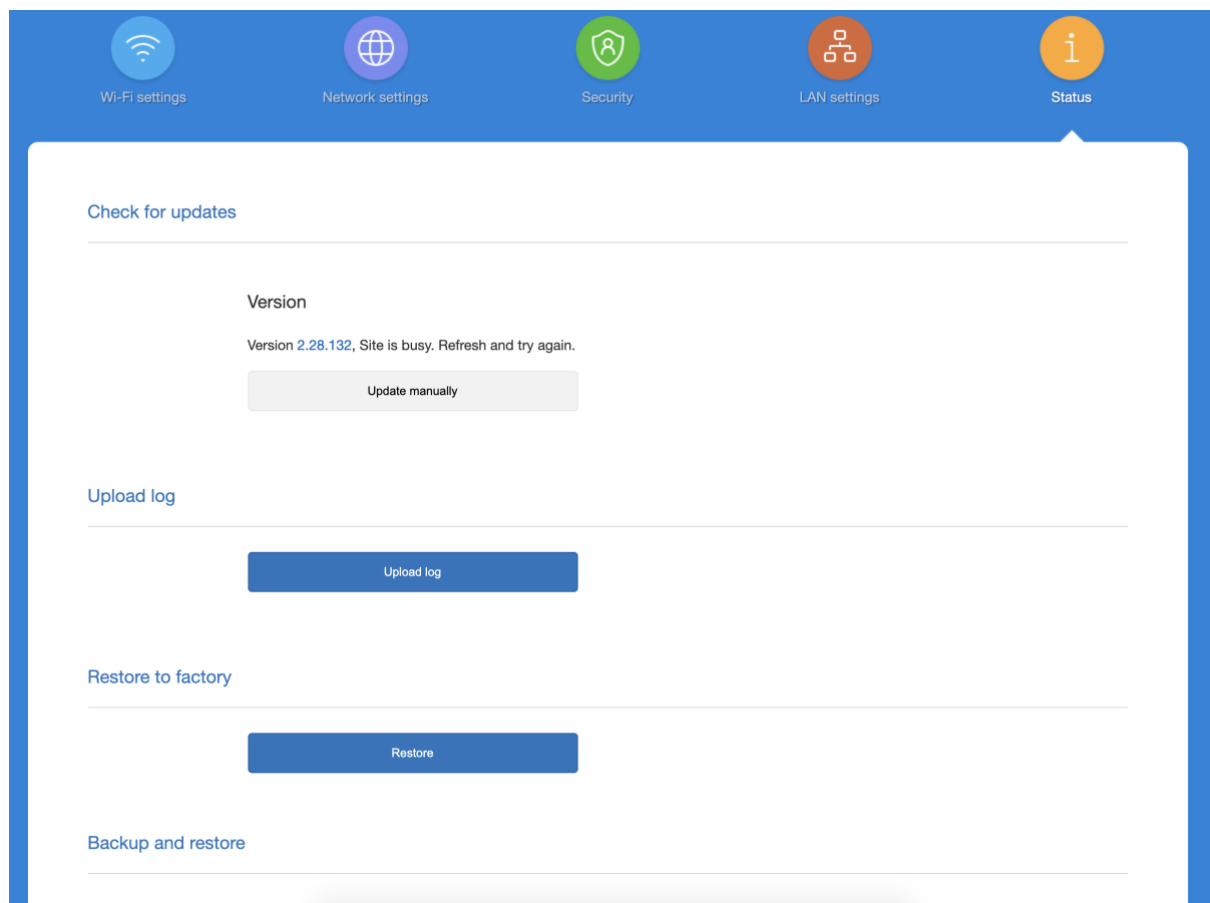 Wi-Fi settings
Network settings
Security
LAN settings
Status
Check for updates
Version
Version 2.28.132, Site is busy. Refresh and try again.
Update manually
Upload log
Upload log
Restore to factory
Restore
Backup and restore